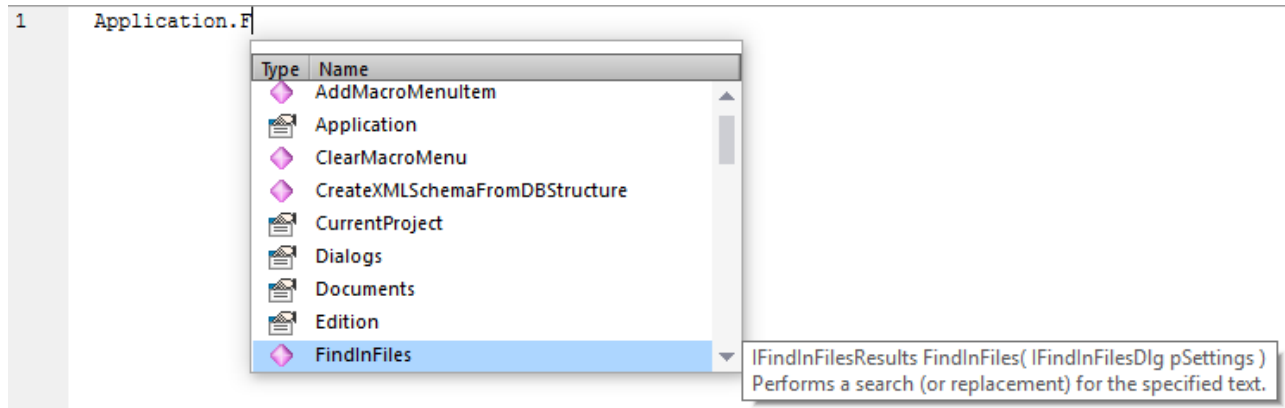 1 Application.F
Type Name
AddMacroMenuItem
Application
ClearMacroMenu
CreateXMLSchemaFromDBStructure
CurrentProject
Dialogs
Documents
Edition
FindInFiles
IFindInFilesResults FindInFiles( IFindInFilesDlg pSettings )
Performs a search (or replacement) for the specified text.